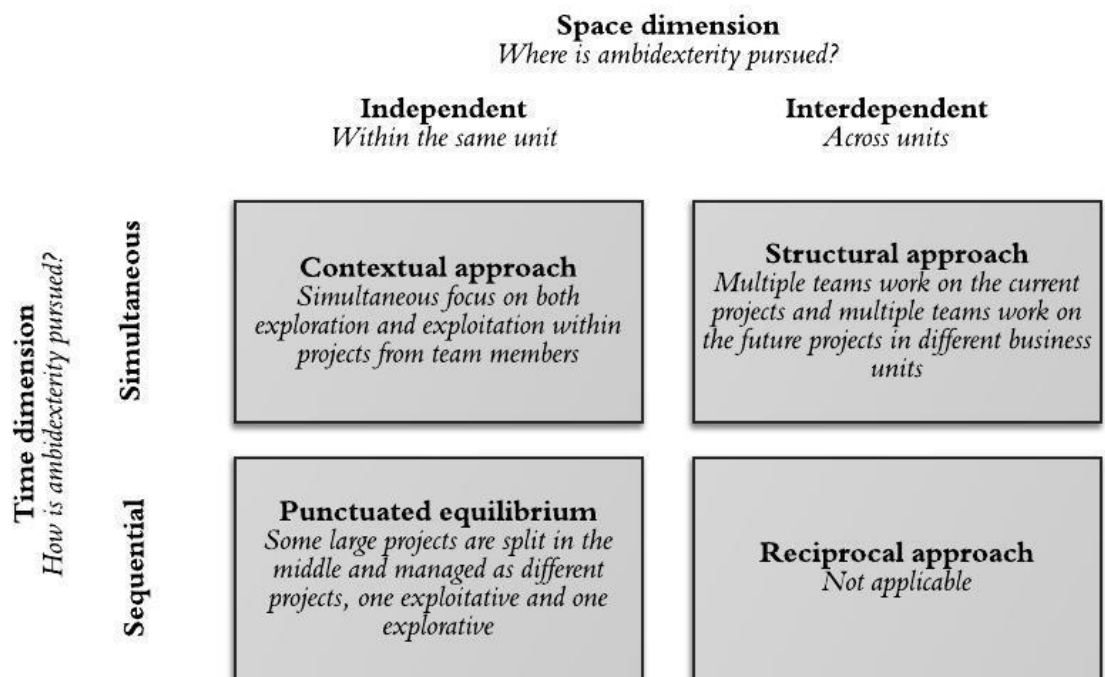 Space dimension
Where is ambidexterity pursued?
Independent
Within the same unit
Interdependent
Across units
Time dimension
How is ambidexterity pursued?
Simultaneous
Contextual approach
Simultaneous focus on both
exploration and exploitation within
projects from team members
Structural approach
Multiple teams work on the current
projects and multiple teams work on
the future projects in different business
units
Sequential
Punctuated equilibrium
Some large projects are split in the
middle and managed as different
projects, one exploitative and one
explorative
Reciprocal approach
Not applicable